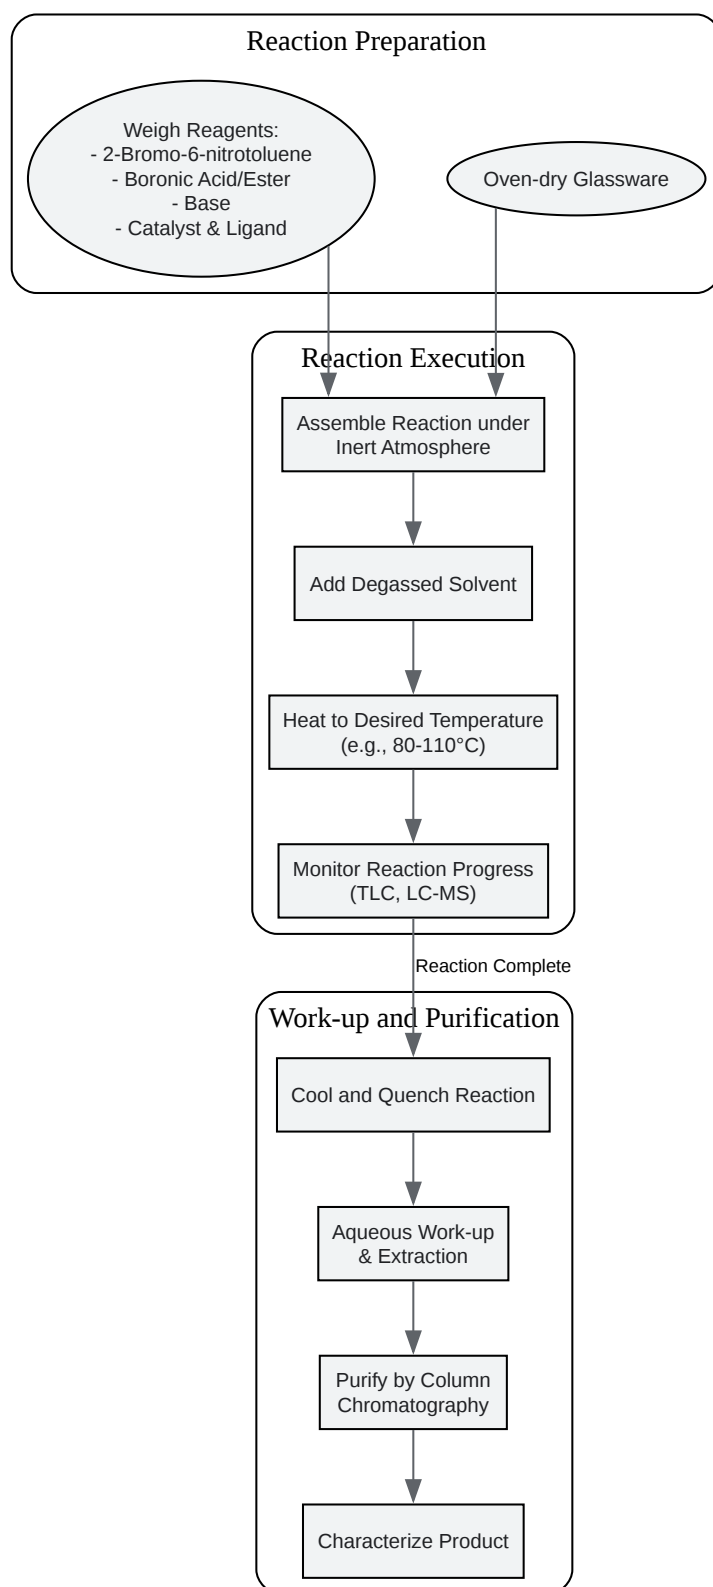 Reaction Preparation
Weigh Reagents:
- 2-Bromo-6-nitrotoluene
- Boronic Acid/Ester
- Base
- Catalyst & Ligand
Oven-dry Glassware
Reaction Execution
Assemble Reaction under
Inert Atmosphere
Add Degassed Solvent
Heat to Desired Temperature
(e.g., 80-110°C)
Monitor Reaction Progress
(TLC, LC-MS)
Reaction Complete
Work-up and Purification
Cool and Quench Reaction
Aqueous Work-up
& Extraction
Purify by Column
Chromatography
Characterize Product